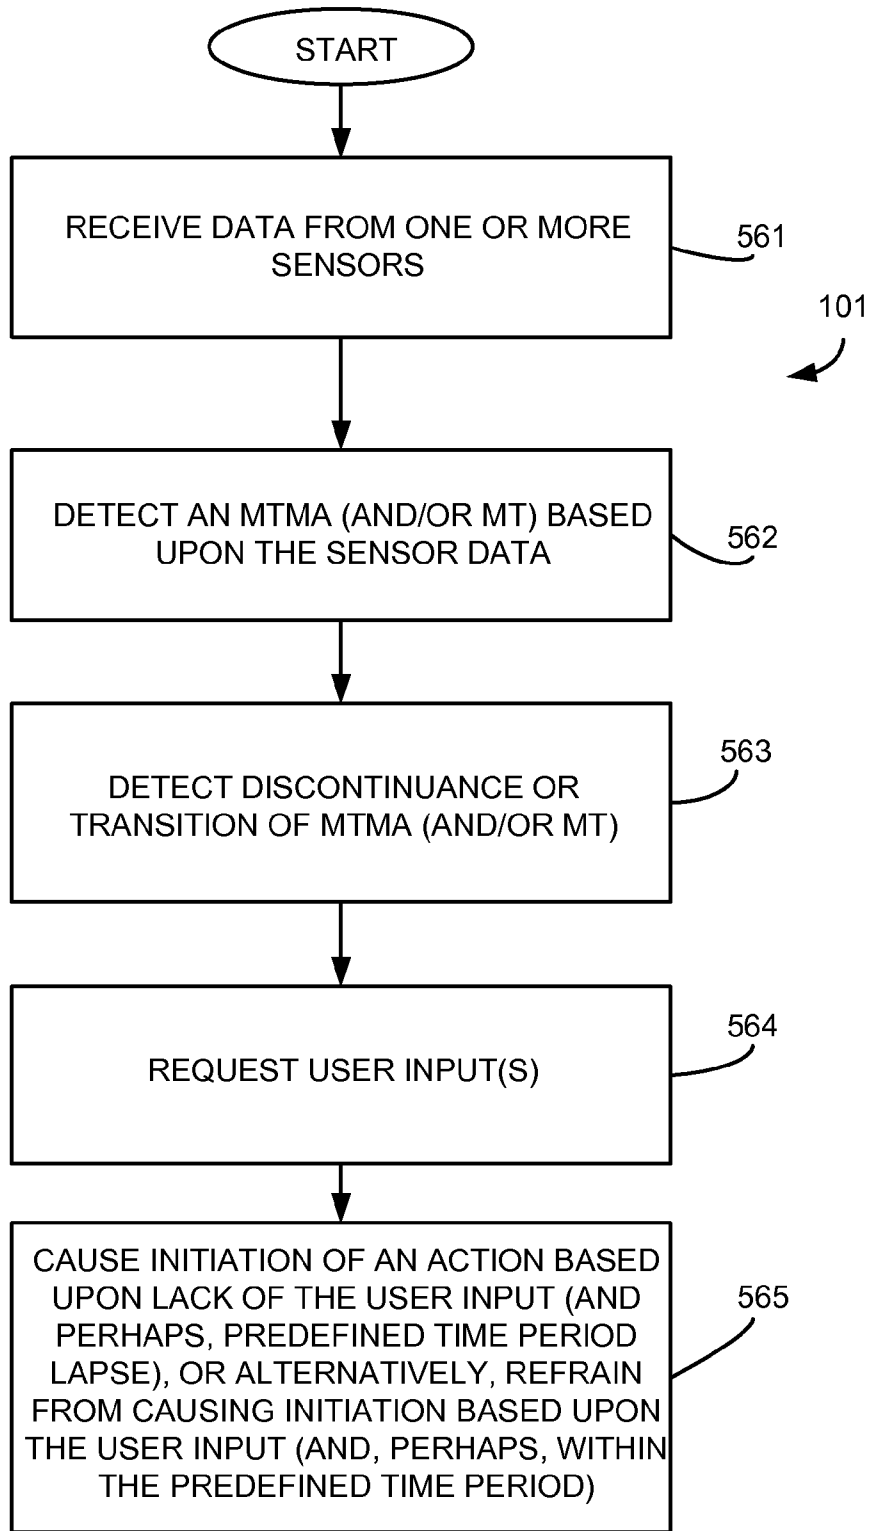 START
RECEIVE DATA FROM ONE OR MORE
SENSORS
561
101
DETECT AN MTMA (AND/OR MT) BASED
UPON THE SENSOR DATA
562
DETECT DISCONTINUANCE OR
TRANSITION OF MTMA (AND/OR MT)
563
REQUEST USER INPUT(S)
564
CAUSE INITIATION OF AN ACTION BASED
UPON LACK OF THE USER INPUT (AND
PERHAPS, PREDEFINED TIME PERIOD
LAPSE), OR ALTERNATIVELY, REFRAIN
FROM CAUSING INITIATION BASED UPON
THE USER INPUT (AND, PERHAPS, WITHIN
THE PREDEFINED TIME PERIOD)
565